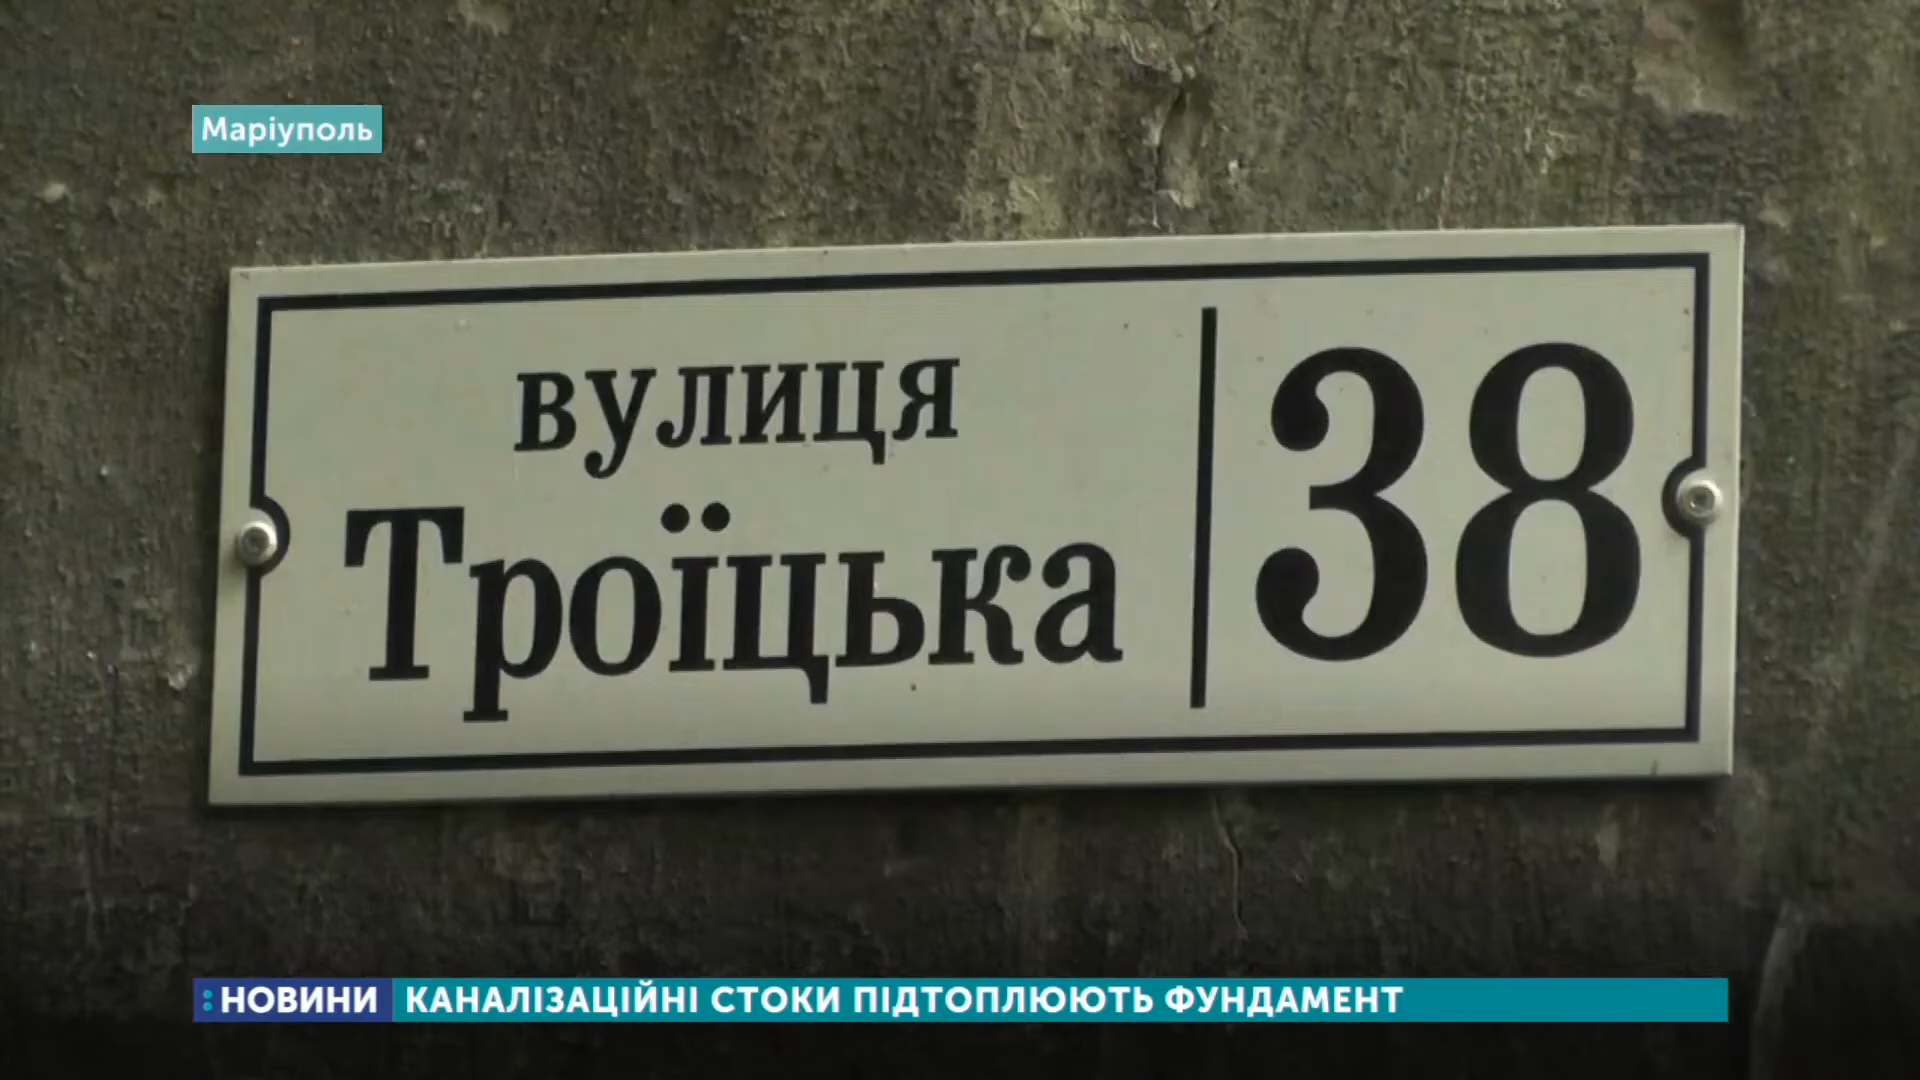 Маріуполь
вулиця
Троїцька
38
НОВИНИ КАНАЛІЗАЦІЙНІ СТОКИ ПІДТОПЛЮЮТЬ ФУНДАМЕНТ